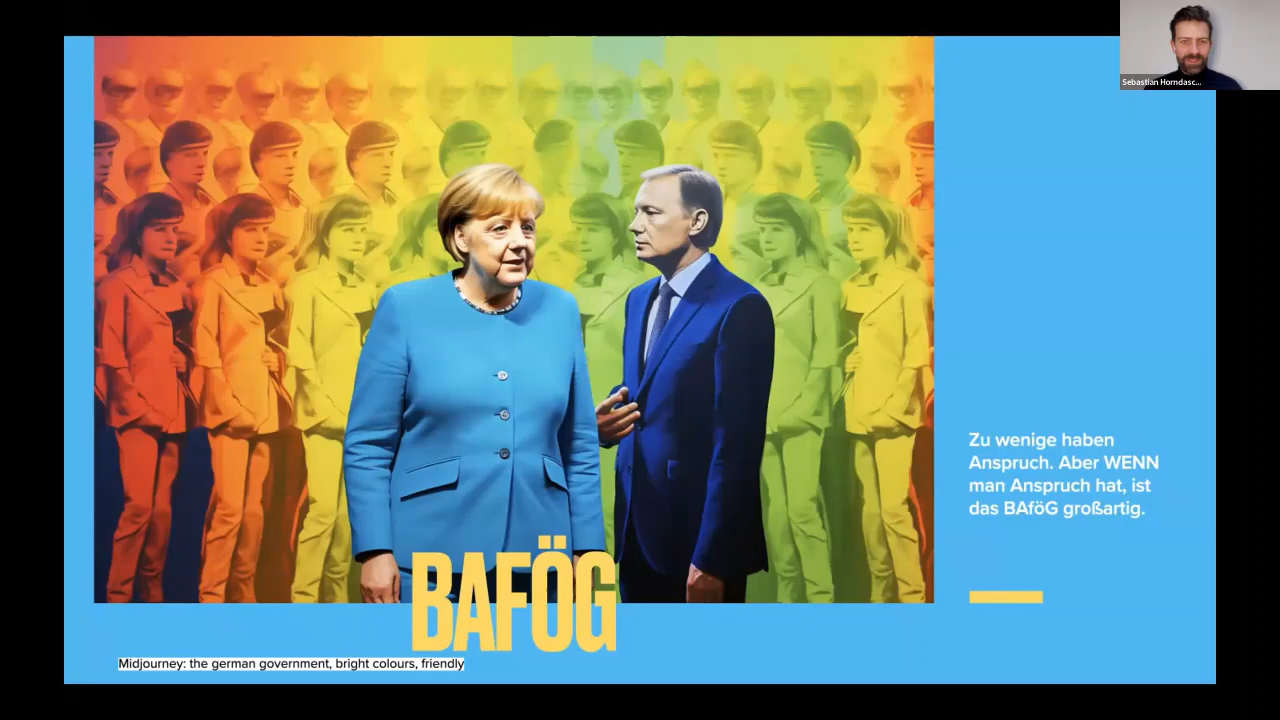 Sebastian Horndasc...
Zu wenige haben
Anspruch. Aber WENN
man Anspruch hat, ist
das BAföG großartig.
BAFÖG
Midjourney: the german government, bright colours, friendly